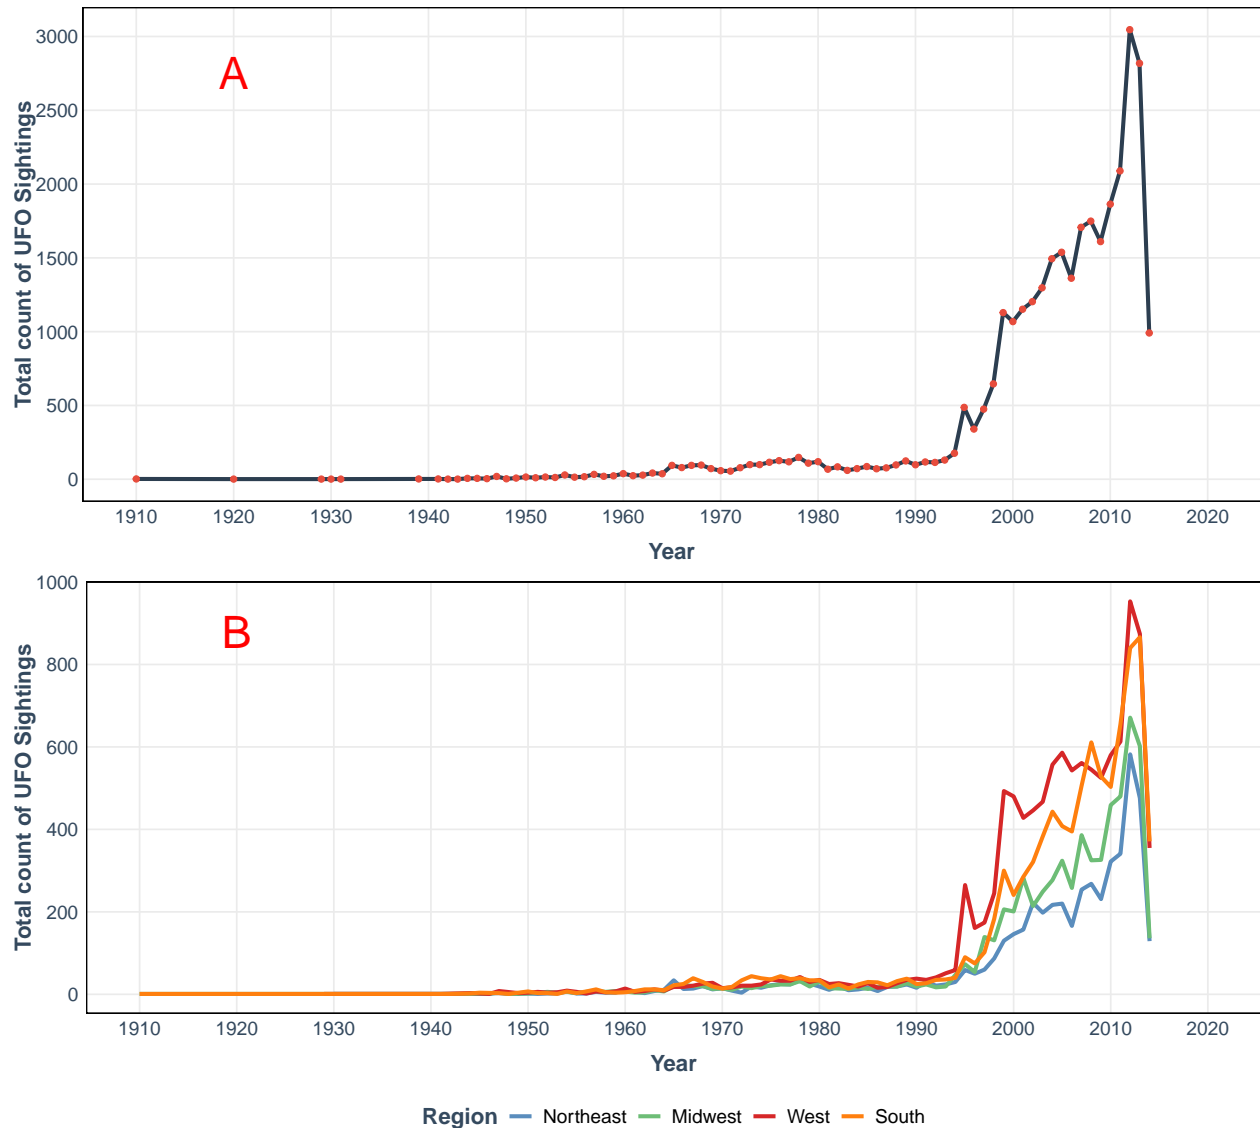 A
Total count of UFO Sightings
3000
2500
2000
1500
1000
500
0
1910 1920 1930 1940 1950 1960 1970 1980 1990 2000 2010 2020
Year
B
Total count of UFO Sightings
1000
800
600
400
200
0
1910 1920 1930 1940 1950 1960 1970 1980 1990 2000 2010 2020
Year
Region Northeast Midwest West South